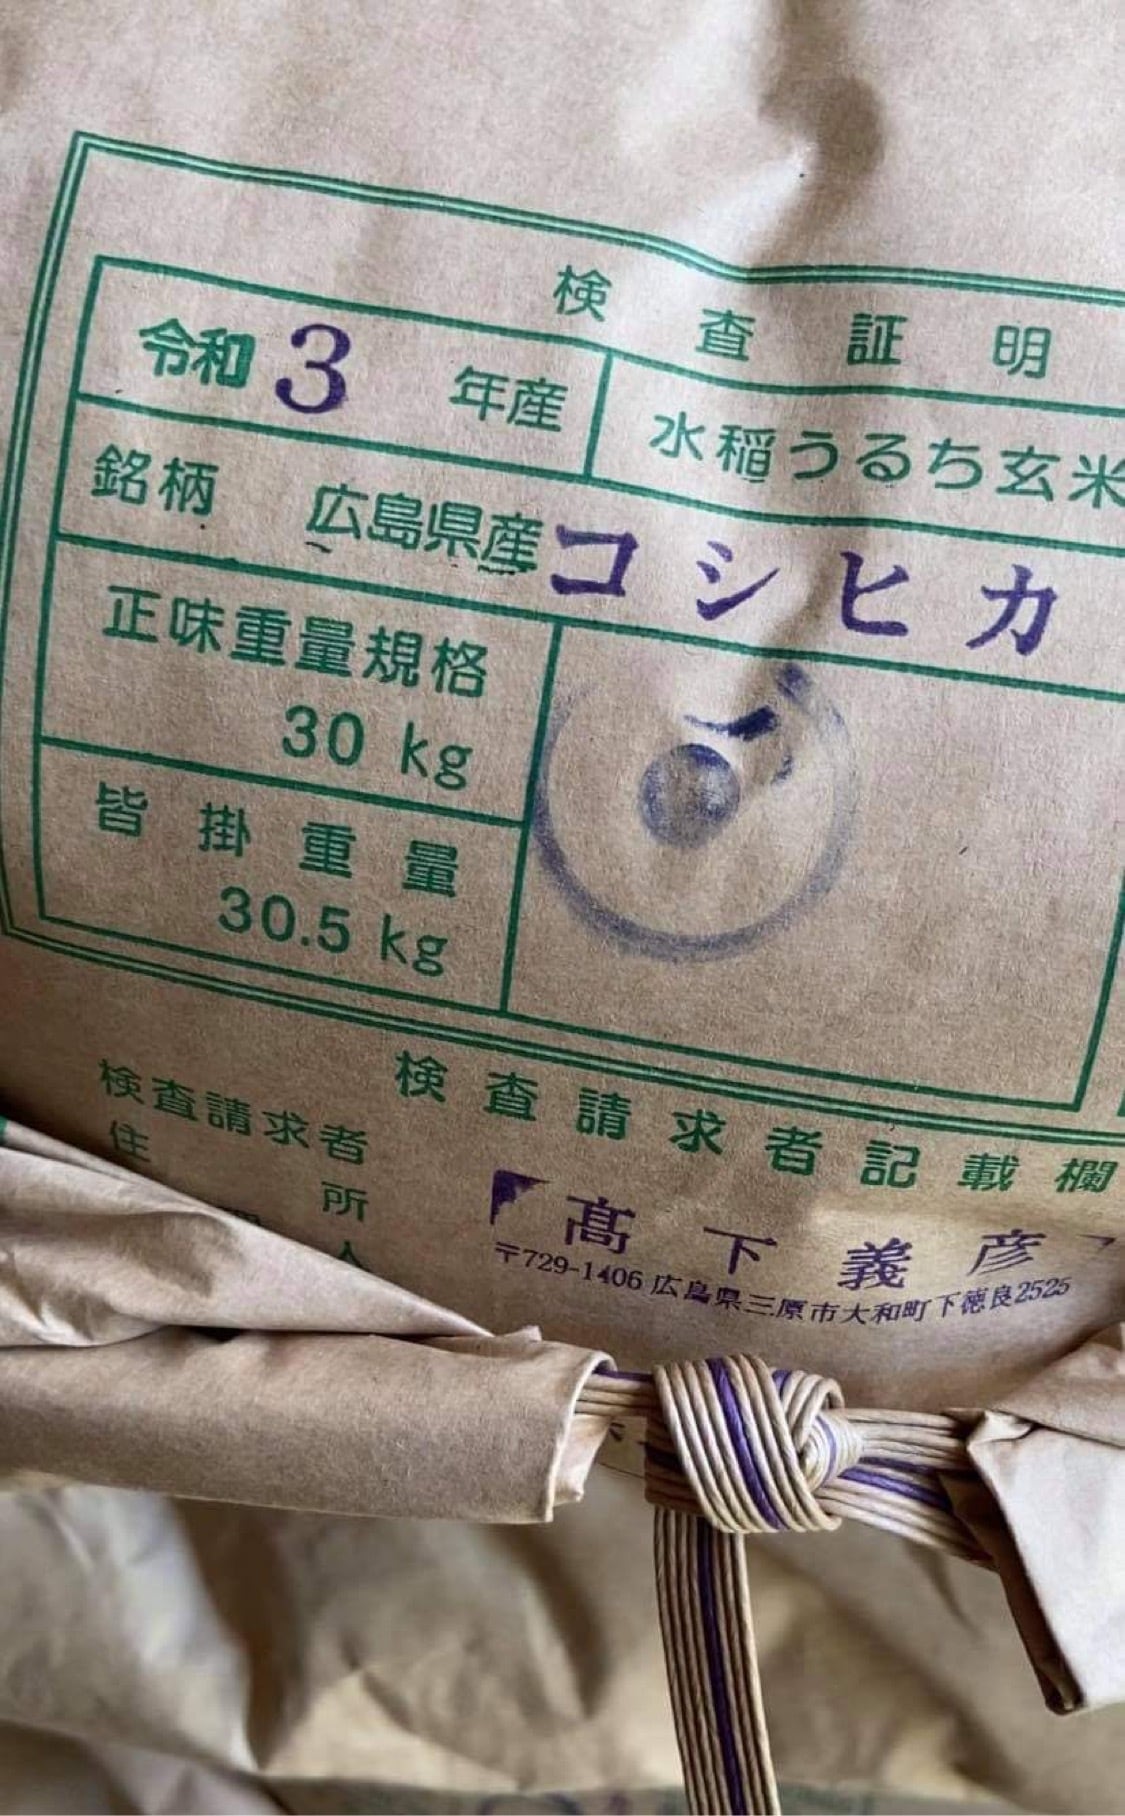 検査証明
令和3年産
水稲うるち玄米
銘柄 広島県産コシヒカ
正味重量規格
30 kg
皆掛重量
30.5 kg
検査請求者記載欄
検査請求者
住所
髙下義彦
〒729-1406 広島県三原市大和町下徳良2525